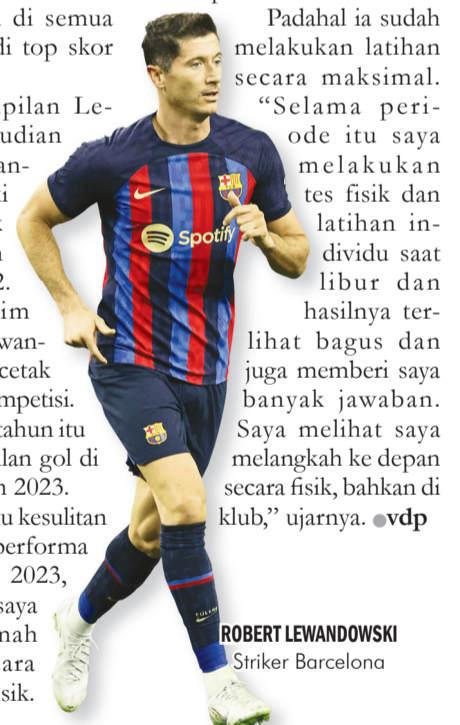 di semua
di top skor
pilan Le-
udian
an-
2.
im
wan-
cetak
mpetisi.
tahun itu
lan gol di
2023.
u kesulitan
performa
2023,
saya
mah
ara
sik.
Padahal ia sudah
melakukan latihan
secara maksimal.
“Selama peri-
ode itu saya
melakukan
tes fisik dan
latihan in-
dividu saat
libur dan
hasilnya ter-
lihat bagus dan
juga memberi saya
banyak jawaban.
Saya melihat saya
melangkah ke depan
secara fisik, bahkan di
klub,” ujarnya. ●vdp
Spotify
ROBERT LEWANDOWSKI
Striker Barcelona